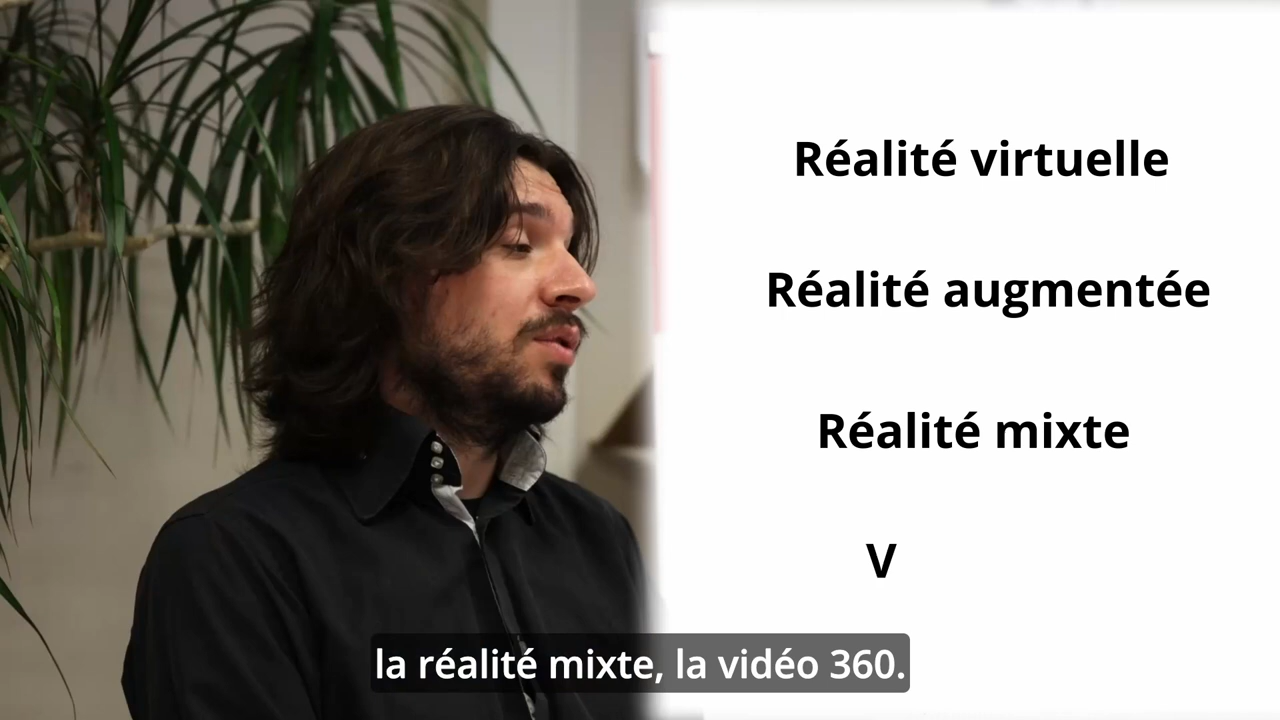 Réalité virtuelle
Réalité augmentée
Réalité mixte
V
la réalité mixte, la vidéo 360.